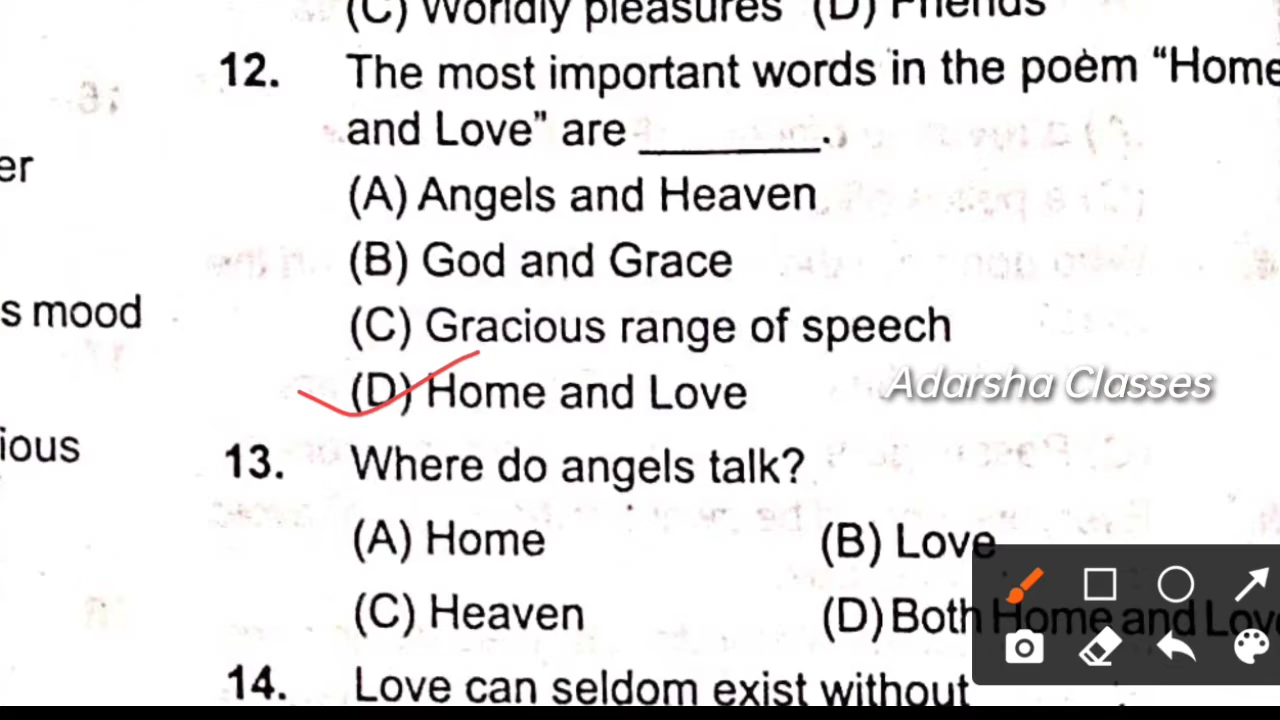 (C) Worldly pleasures (D) Friends
12. The most important words in the poem “Home
and Love” are ________.
er
(A) Angels and Heaven
(B) God and Grace
s mood
(C) Gracious range of speech
(D) Home and Love
Adarsha Classes
ious
13. Where do angels talk?
(A) Home (B) Love
(C) Heaven (D) Both Home and Love
14. Love can seldom exist without